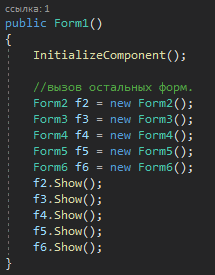 ссылка: 1
public Form1()
{
InitializeComponent();
//вызов остальных форм.
Form2 f2 = new Form2();
Form3 f3 = new Form3();
Form4 f4 = new Form4();
Form5 f5 = new Form5();
Form6 f6 = new Form6();
f2.Show();
f3.Show();
f4.Show();
f5.Show();
f6.Show();
}